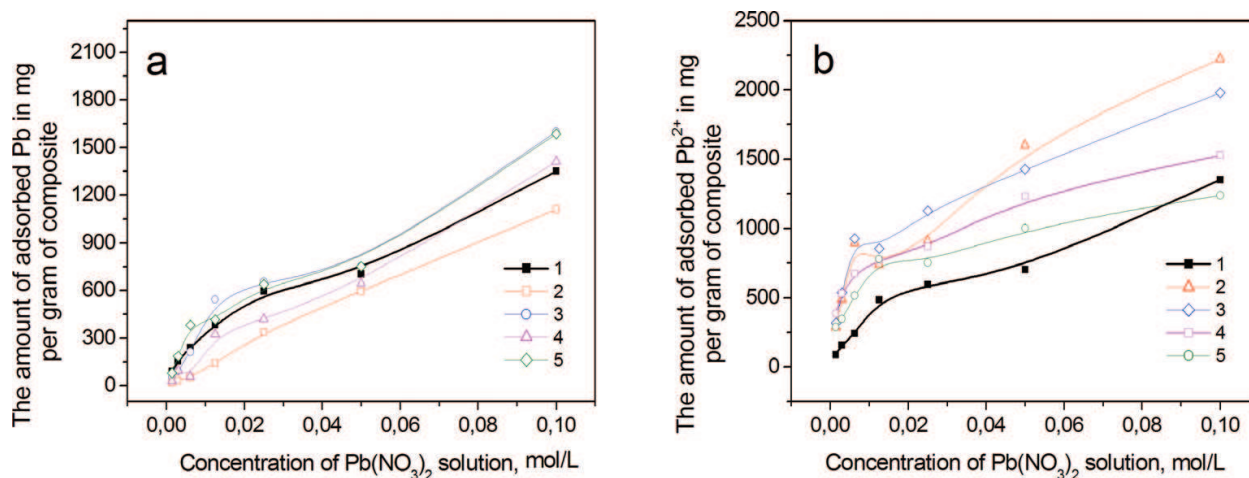 a
The amount of adsorbed Pb in mg
per gram of composite
2100
1800
1500
1200
900
600
300
0
0,00 0,02 0,04 0,06 0,08 0,10
Concentration of Pb(NO3)2 solution, mol/L
1
2
3
4
5
b
The amount of adsorbed Pb2+ in mg
per gram of composite
2500
2000
1500
1000
500
0
0,00 0,02 0,04 0,06 0,08 0,10
Concentration of Pb(NO3)2 solution, mol/L
1
2
3
4
5